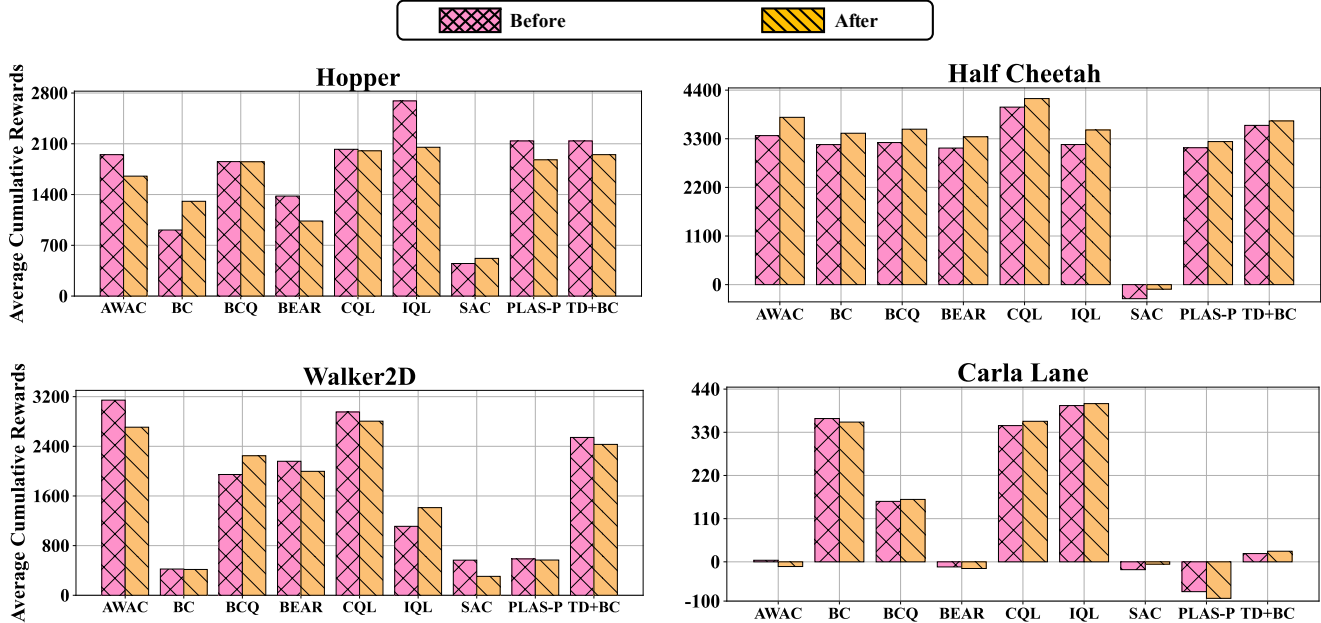 Before After
Hopper
Average Cumulative Rewards
2800
2100
1400
700
0
AWAC BC BCQ BEAR CQL IQL SAC PLAS-P TD+BC
Half Cheetah
4400
3300
2200
1100
0
AWAC BC BCQ BEAR CQL IQL SAC PLAS-P TD+BC
Walker2D
Average Cumulative Rewards
3200
2400
1600
800
0
AWAC BC BCQ BEAR CQL IQL SAC PLAS-P TD+BC
Carla Lane
440
330
220
110
0
-100
AWAC BC BCQ BEAR CQL IQL SAC PLAS-P TD+BC